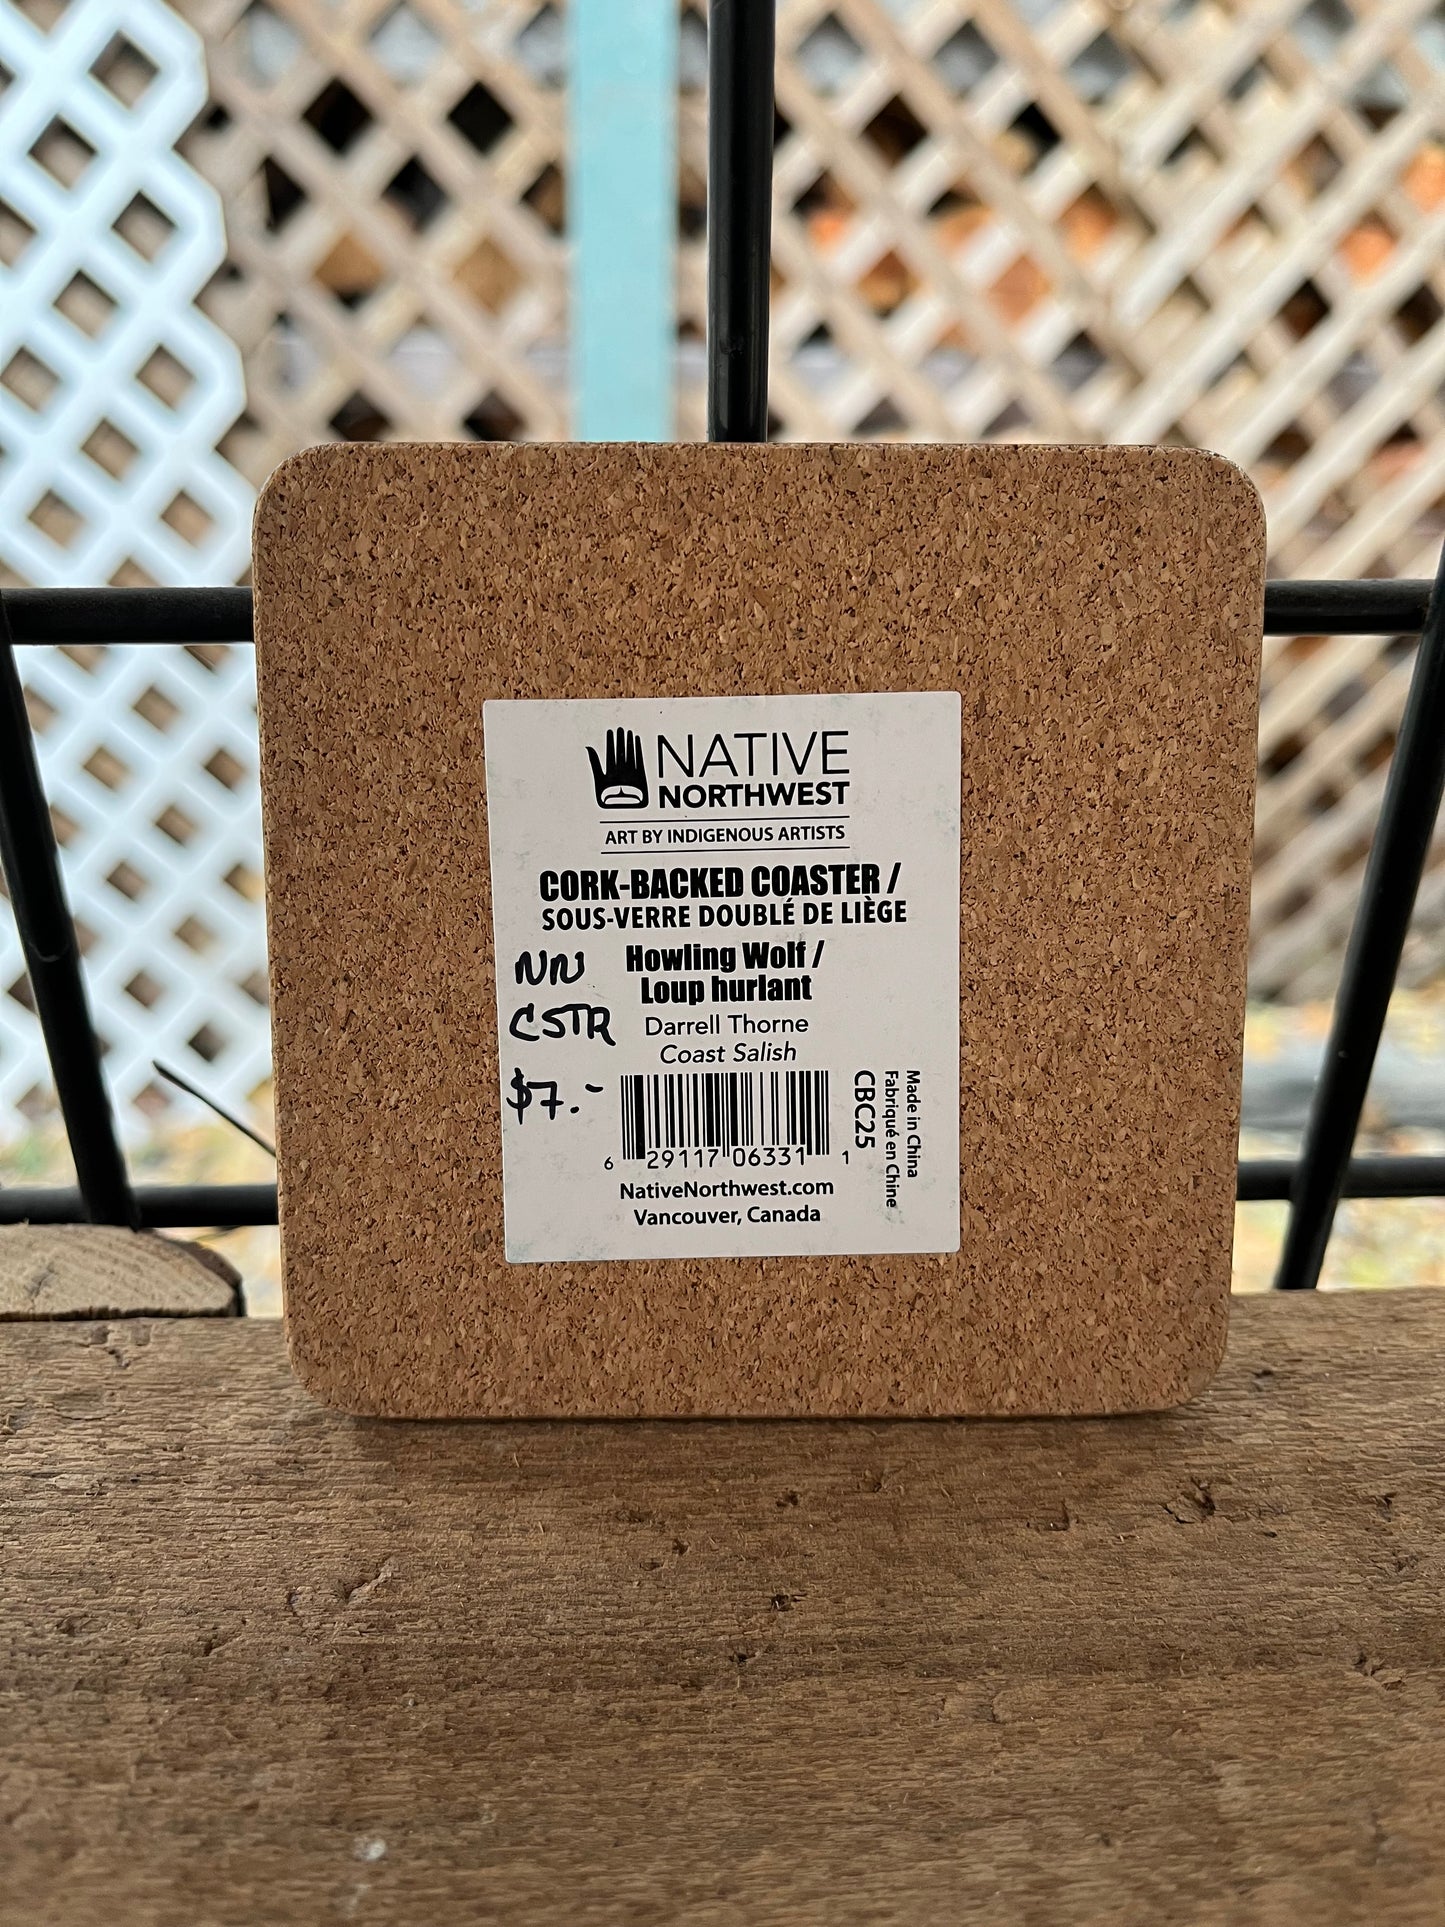 NATIVE
NORTHWEST
ART BY INDIGENOUS ARTISTS
CORK-BACKED COASTER /
SOUS-VERRE DOUBLÉ DE LIÈGE
Howling Wolf /
Loup hurlant
Darrell Thorne
Coast Salish
NN
CSTR
$7.-
6 29117 06331 1
CBC25
Made in China
Fabriqué en Chine
NativeNorthwest.com
Vancouver, Canada